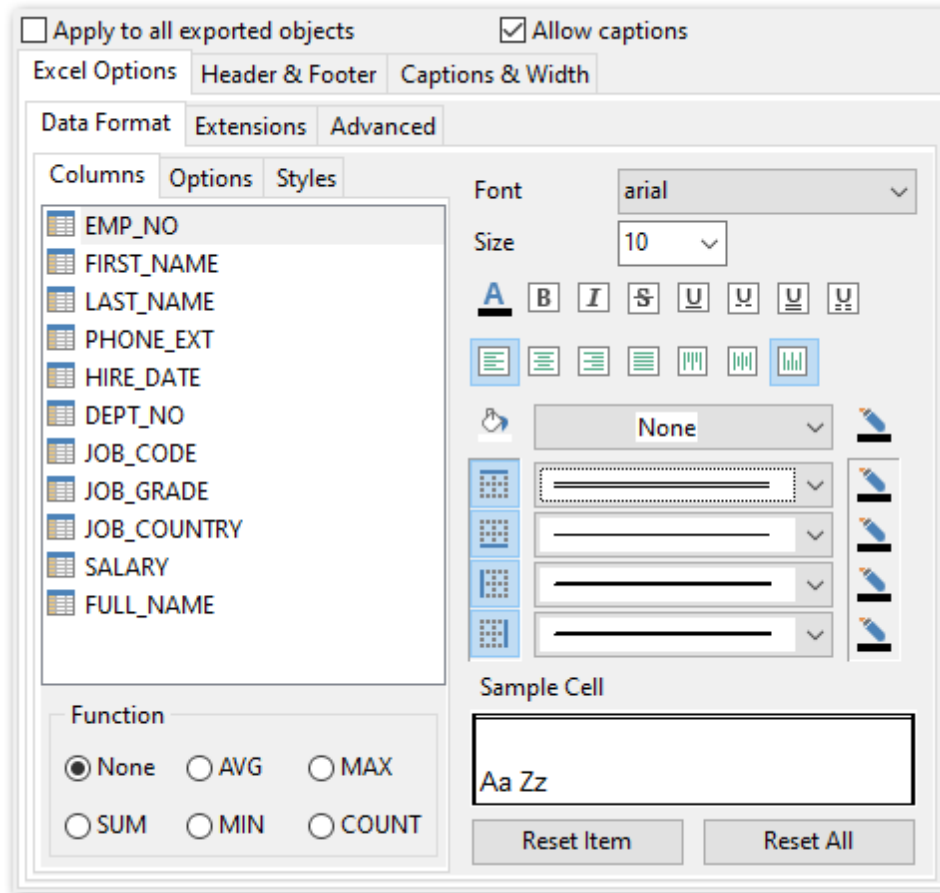 Apply to all exported objects Allow captions
Excel Options Header & Footer Captions & Width
Data Format Extensions Advanced
Columns Options Styles
EMP_NO
FIRST_NAME
LAST_NAME
PHONE_EXT
HIRE_DATE
DEPT_NO
JOB_CODE
JOB_GRADE
JOB_COUNTRY
SALARY
FULL_NAME
Function
None AVG MAX
SUM MIN COUNT
Font arial
Size 10
A B I S U U U U
None
Sample Cell
Aa Zz
Reset Item Reset All